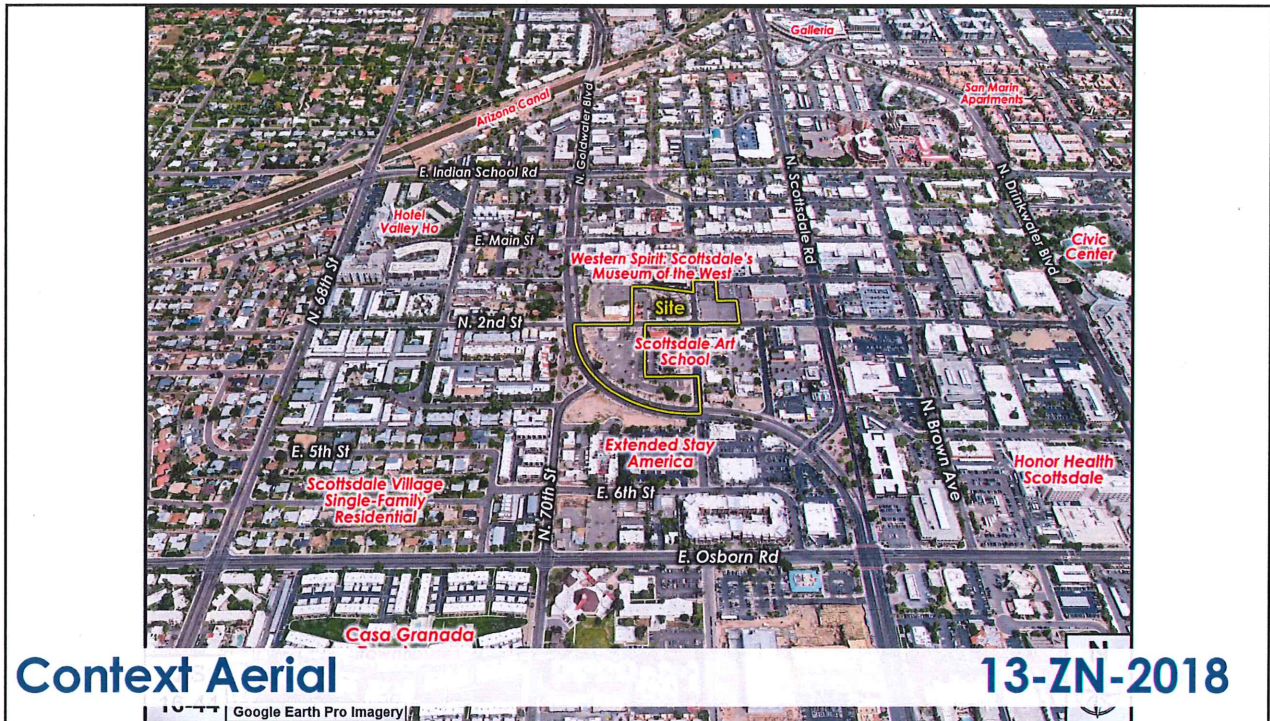 Galleria
San Marin
Apartments
Arizona Canal
N. Goldwater Blvd
E. Indian School Rd
N. Scottsdale Rd
N. Drinkwater Blvd
Hotel
Valley Ho
E. Main St
Civic
Center
Western Spirit: Scottsdale's
Museum of the West
N. 68th St
Site
N. 2nd St
Scottsdale Art
School
N. Brown Ave
Extended Stay
America
E. 5th St
Honor Health
Scottsdale
Scottsdale Village
Single-Family
Residential
E. 6th St
N. 70th St
E. Osborn Rd
Casa Granada
N
Context Aerial
13-ZN-2018
Google Earth Pro Imagery